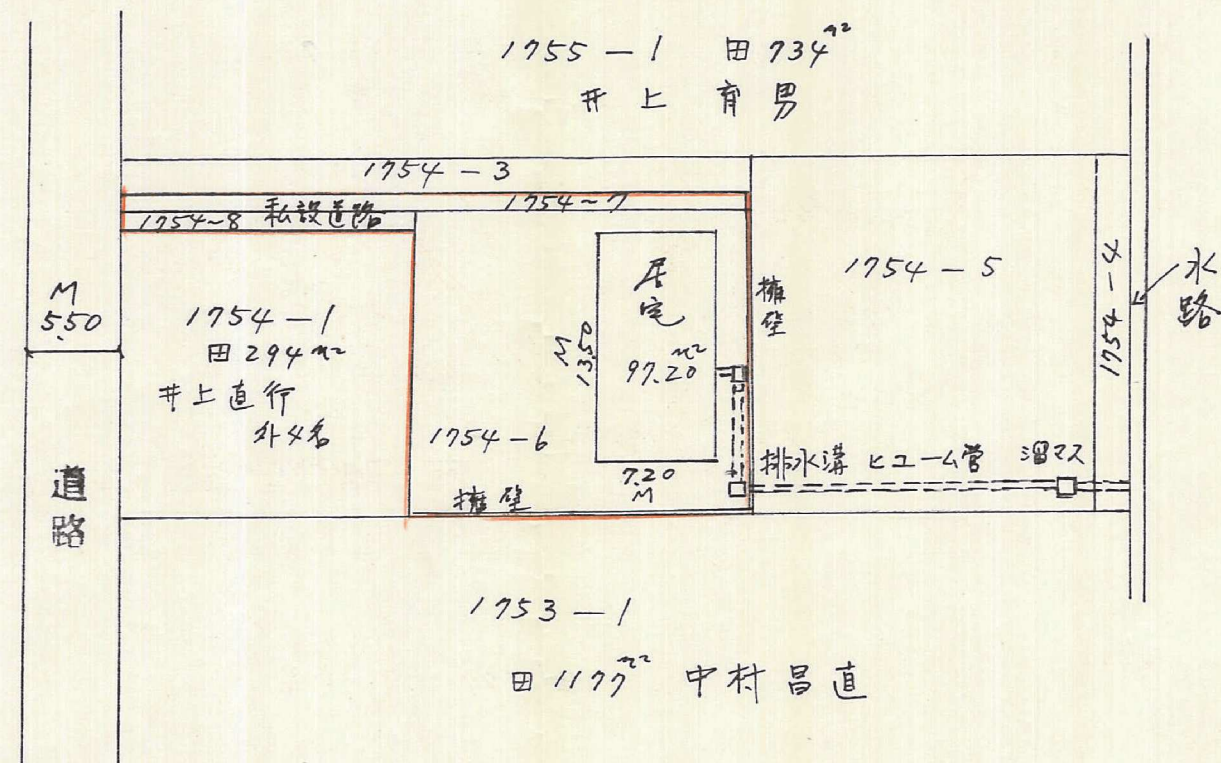 1755-1 田 734m²
井上 育男
1754-3
1754~7
1754~8 私設道路
M
5.50
道路
1754-1
田 294m²
井上直行
外4名
1754-6
居宅
97.20m²
M
13.50
7.20
M
擁壁
擁壁
1754-5
1754-4
水路
排水溝 ヒューム管 溜マス
1753-1
田 1177m² 中村昌直